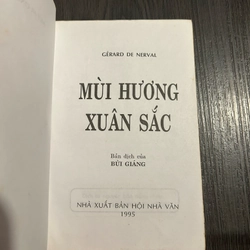 GÉRARD DE NERVAL
MÙI HƯƠNG
XUÂN SẮC
Bản dịch của
BÙI GIÁNG
NHÀ XUẤT BẢN HỘI NHÀ VĂN
1995